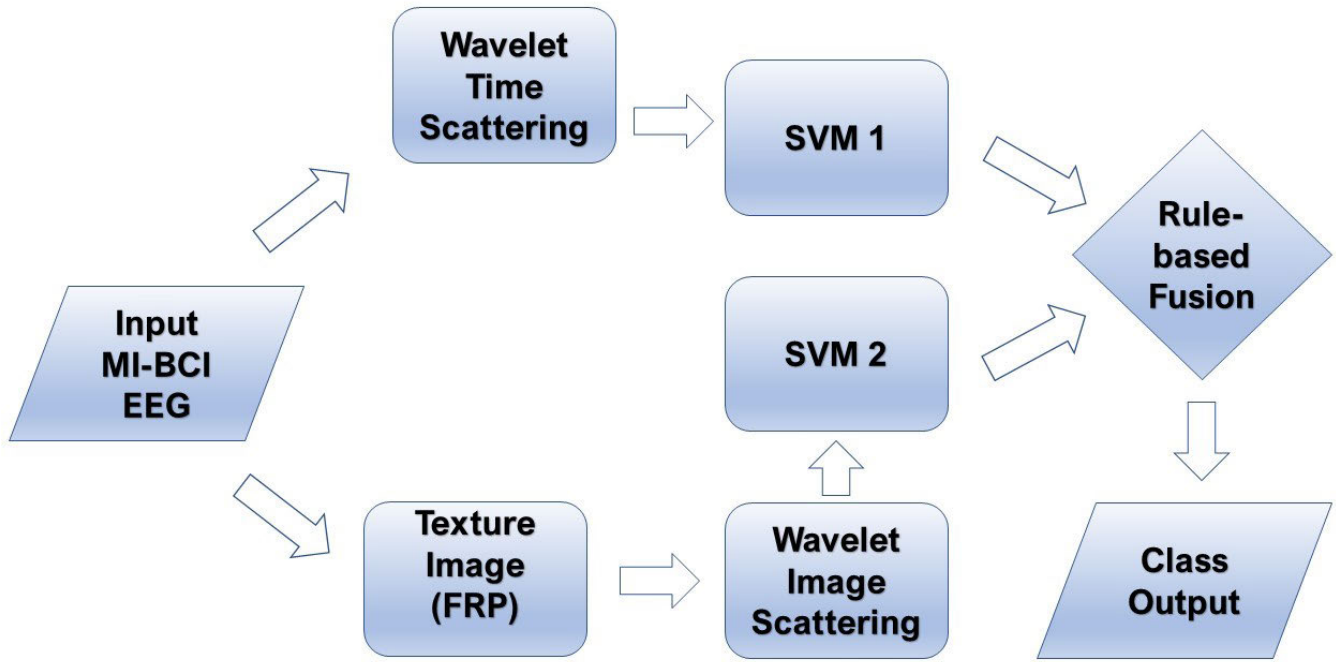 Wavelet
Time
Scattering
SVM 1
Rule-
based
Fusion
Input
MI-BCI
EEG
SVM 2
Texture
Image
(FRP)
Wavelet
Image
Scattering
Class
Output